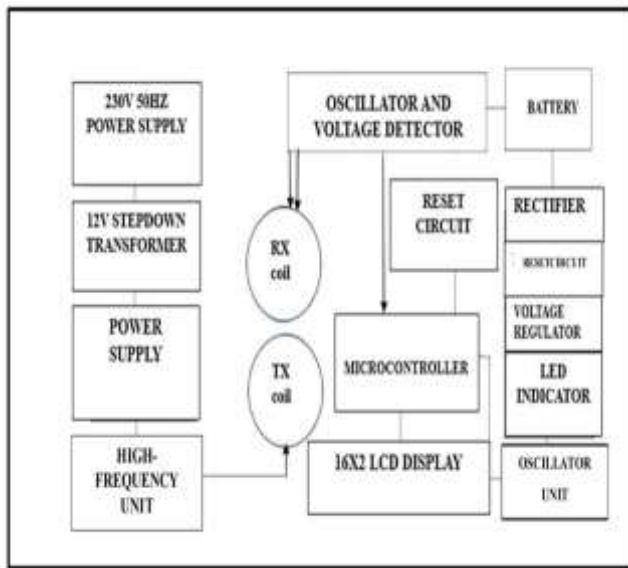 230V 50HZ
POWER SUPPLY
12V STEPDOWN
TRANSFORMER
POWER
SUPPLY
HIGH-
FREQUENCY
UNIT
OSCILLATOR AND
VOLTAGE DETECTOR
BATTERY
RX
coil
TX
coil
RESET
CIRCUIT
MICROCONTROLLER
16X2 LCD DISPLAY
RECTIFIER
RESETCIRCUIT
VOLTAGE
REGULATOR
LED
INDICATOR
OSCILLATOR
UNIT